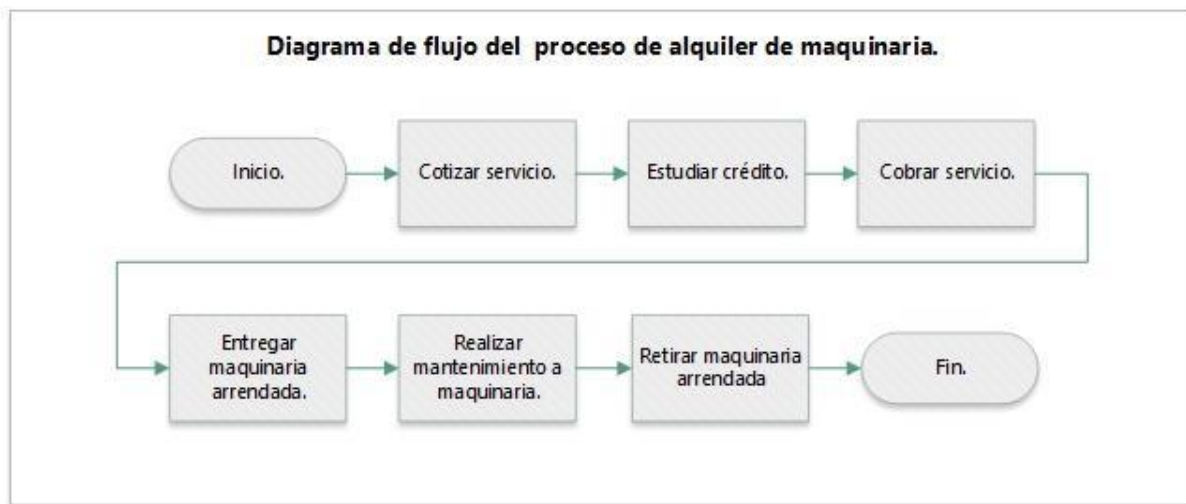 Diagrama de flujo del proceso de alquiler de maquinaria.
Inicio.
Cotizar servicio.
Estudiar crédito.
Cobrar servicio.
Entregar
maquinaria
arrendada.
Realizar
mantenimiento a
maquinaria.
Retirar maquinaria
arrendada
Fin.